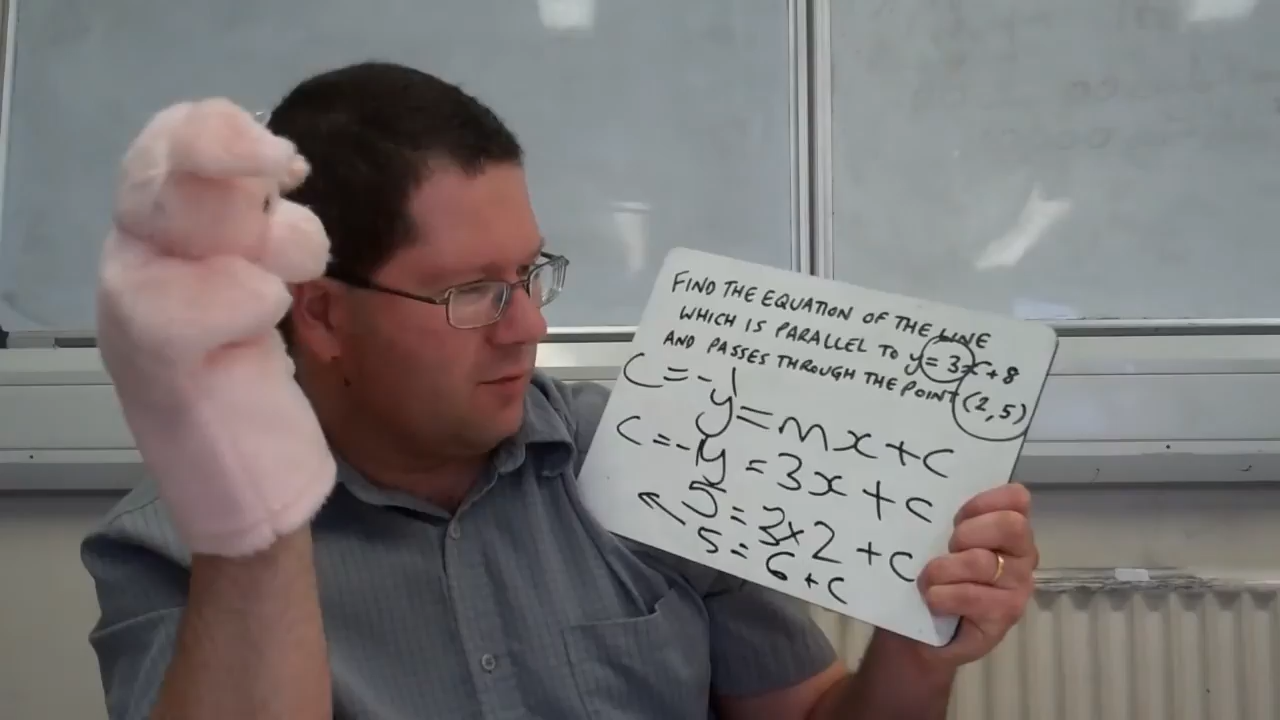 FIND THE EQUATION OF THE LINE
WHICH IS PARALLEL TO y=3x+8
AND PASSES THROUGH THE POINT (2,5)
C=-1
y=mx+c
C=-1
y=3x+c
5=3x2+c
5=6+c